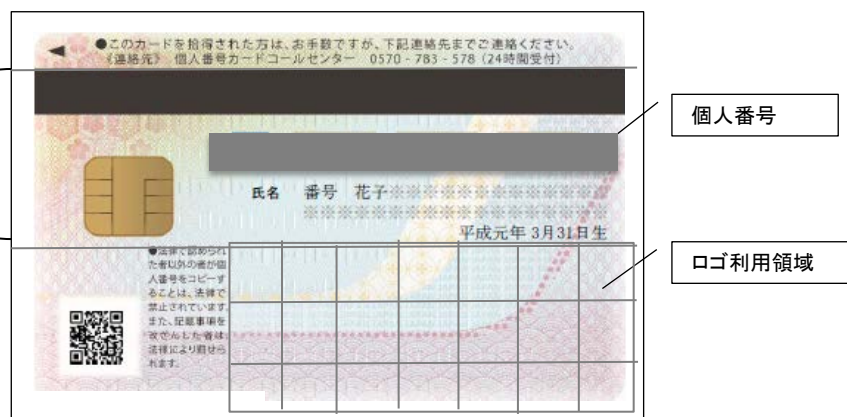 ●このカードを拾得された方は、お手数ですが、下記連絡先までご連絡ください。
《連絡先》 個人番号カードコールセンター 0570-783-578 (24時間受付)
個人番号
氏名 番号 花子※※※※※※※※※※※※※
※※※※※※※※※※※※※※※※※※
平成元年 3月31日生
ロゴ利用領域
●法律で認められ
た者以外の者が個
人番号をコピーす
ることは、法律で
禁止されています。
また、記載事項を
改ざんした者は、
法律により罰せら
れます。